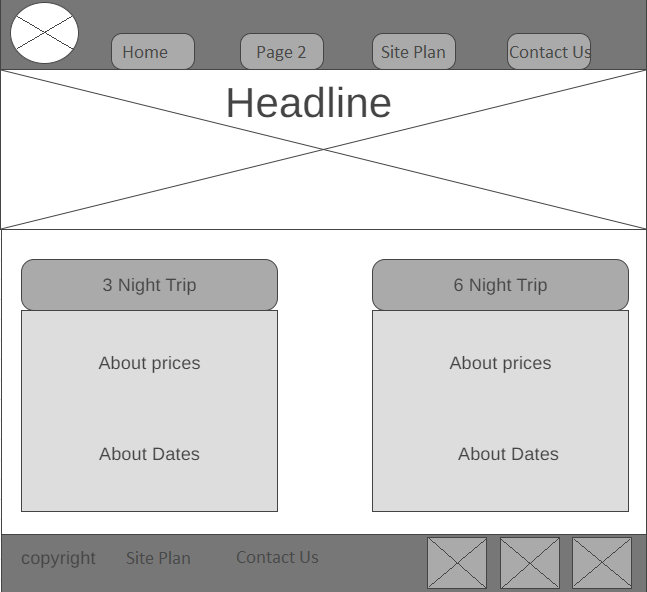 Home
Page 2
Site Plan
Contact Us
Headline
3 Night Trip
6 Night Trip
About prices
About prices
About Dates
About Dates
copyright
Site Plan
Contact Us